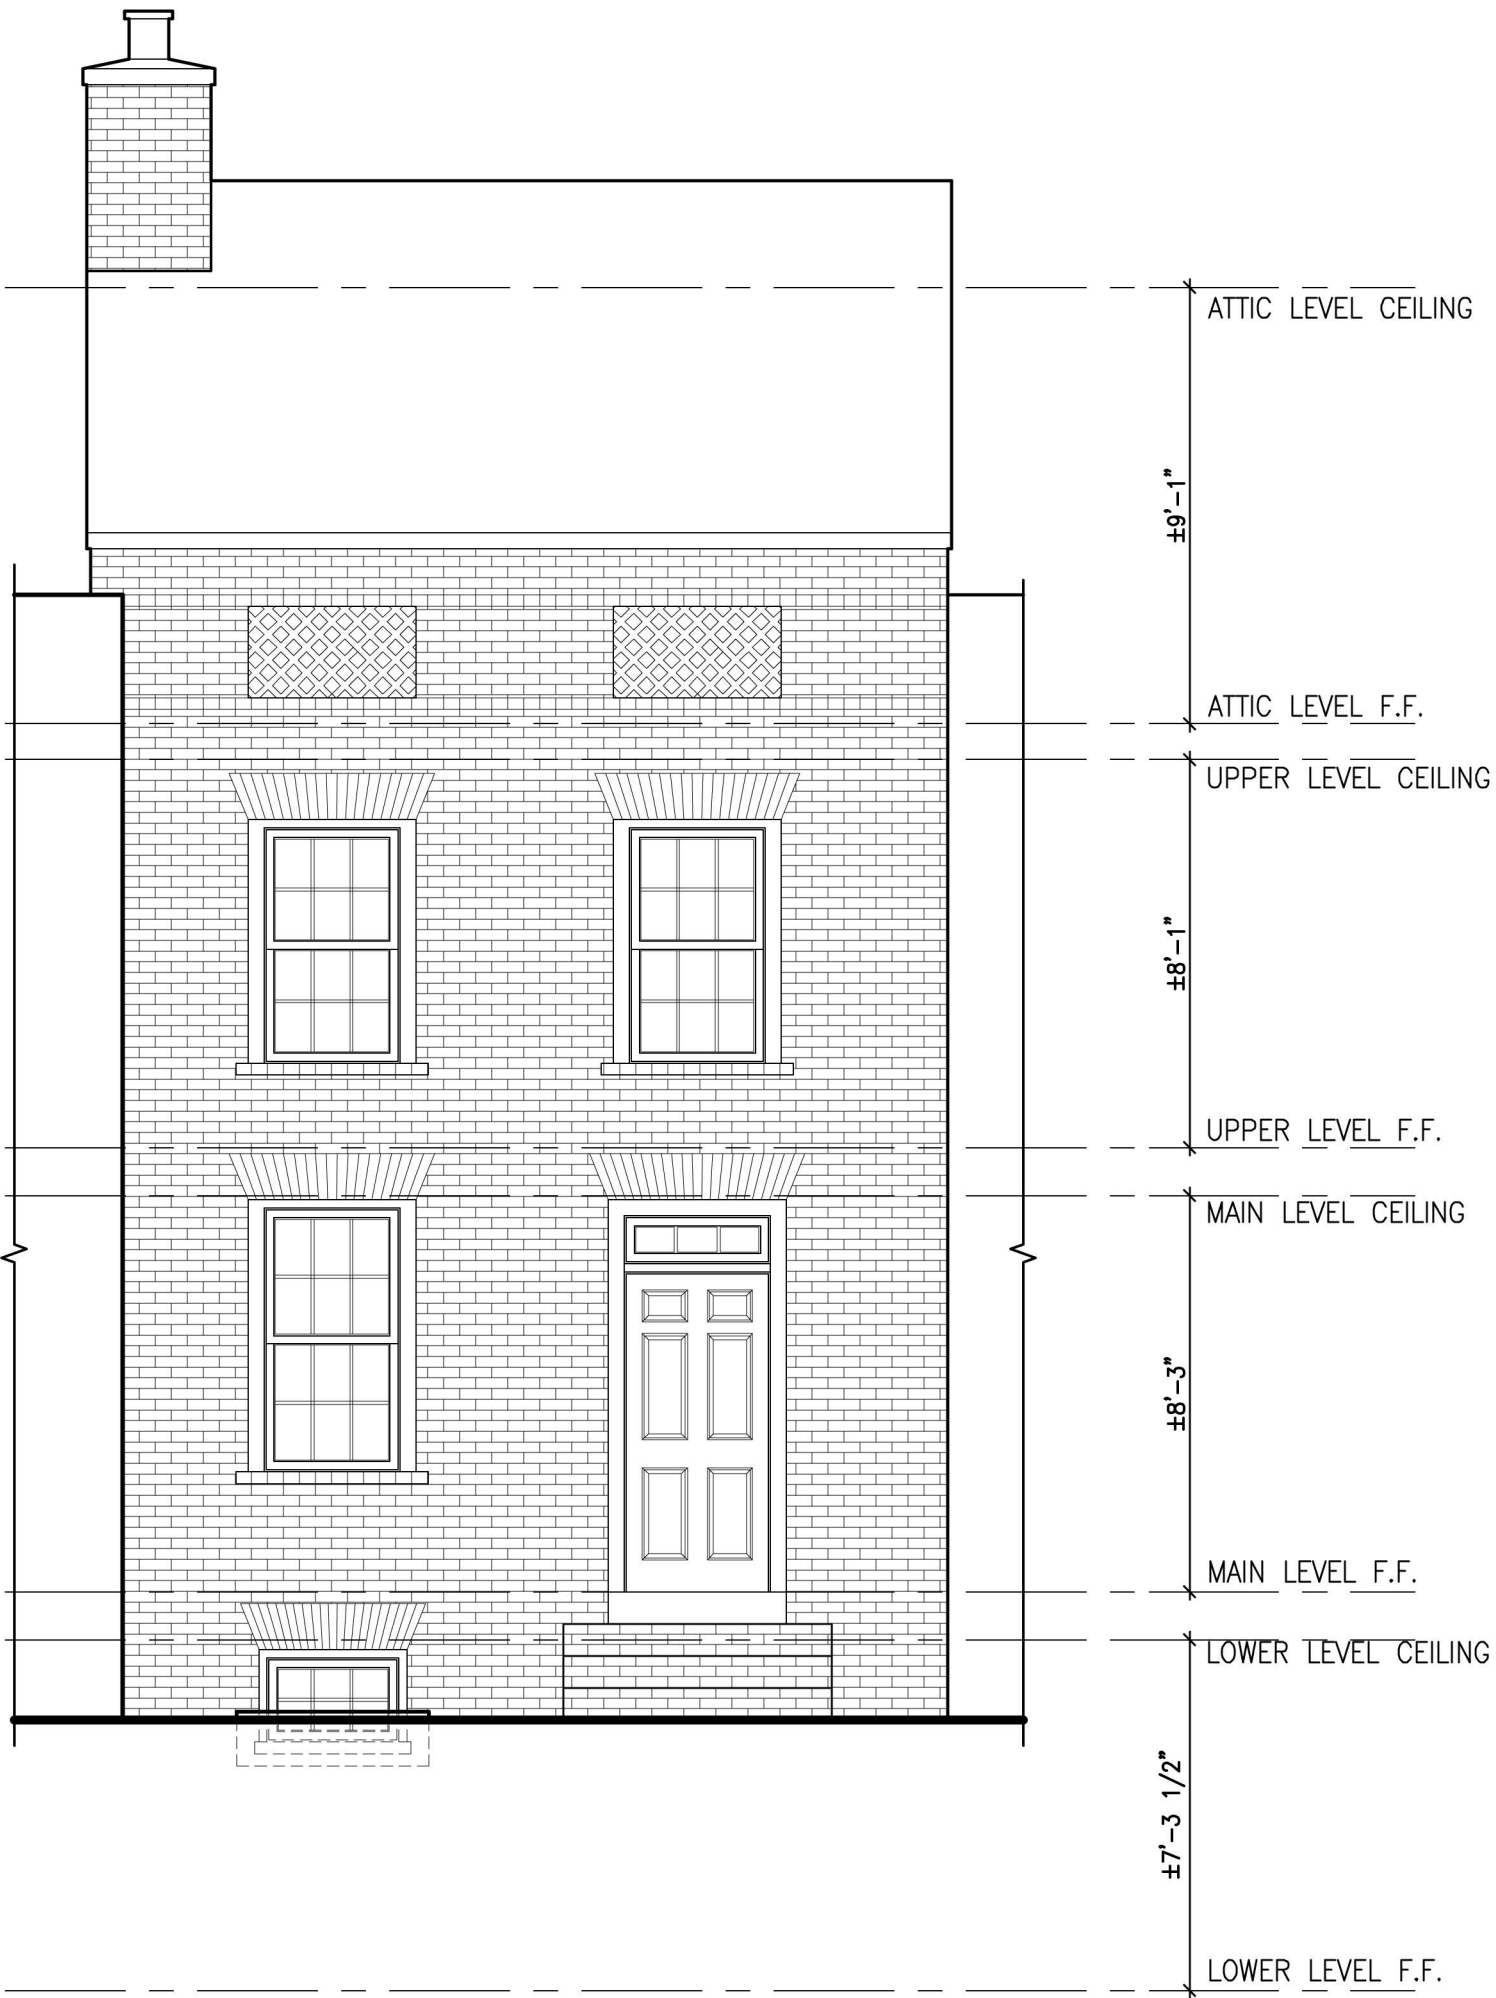 ATTIC LEVEL CEILING
±9'-1"
ATTIC LEVEL F.F.
UPPER LEVEL CEILING
±8'-1"
UPPER LEVEL F.F.
MAIN LEVEL CEILING
±8'-3"
MAIN LEVEL F.F.
LOWER LEVEL CEILING
±7'-3 1/2"
LOWER LEVEL F.F.